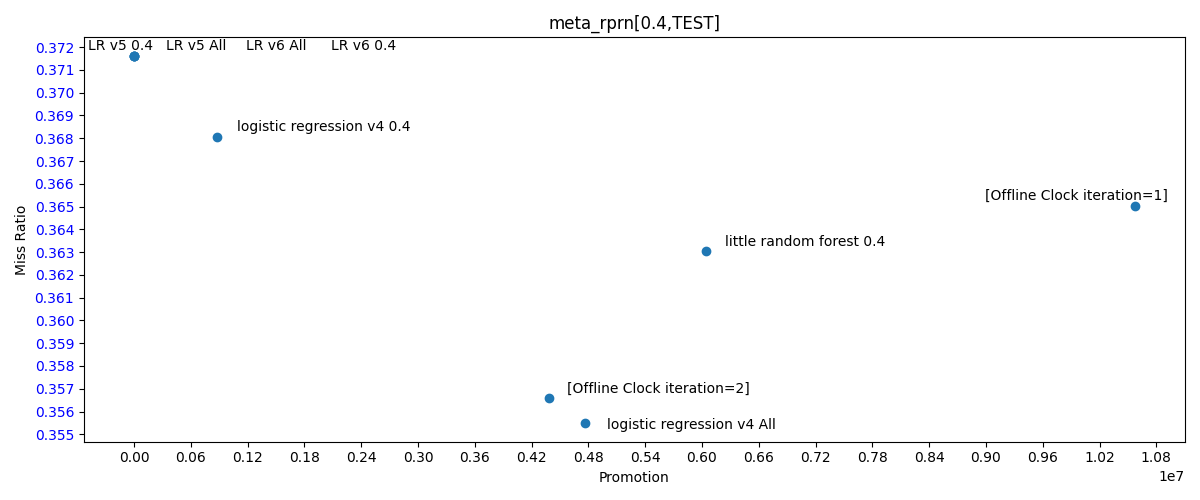 meta_rprn[0.4,TEST]
0.372
LR v5 0.4
LR v5 All
LR v6 All
LR v6 0.4
0.371
0.370
0.369
logistic regression v4 0.4
0.368
0.367
0.366
[Offline Clock iteration=1]
0.365
0.364
little random forest 0.4
0.363
0.362
0.361
0.360
0.359
0.358
0.357
[Offline Clock iteration=2]
0.356
logistic regression v4 All
0.355
Miss Ratio
0.00 0.06 0.12 0.18 0.24 0.30 0.36 0.42 0.48 0.54 0.60 0.66 0.72 0.78 0.84 0.90 0.96 1.02 1.08
1e7
Promotion